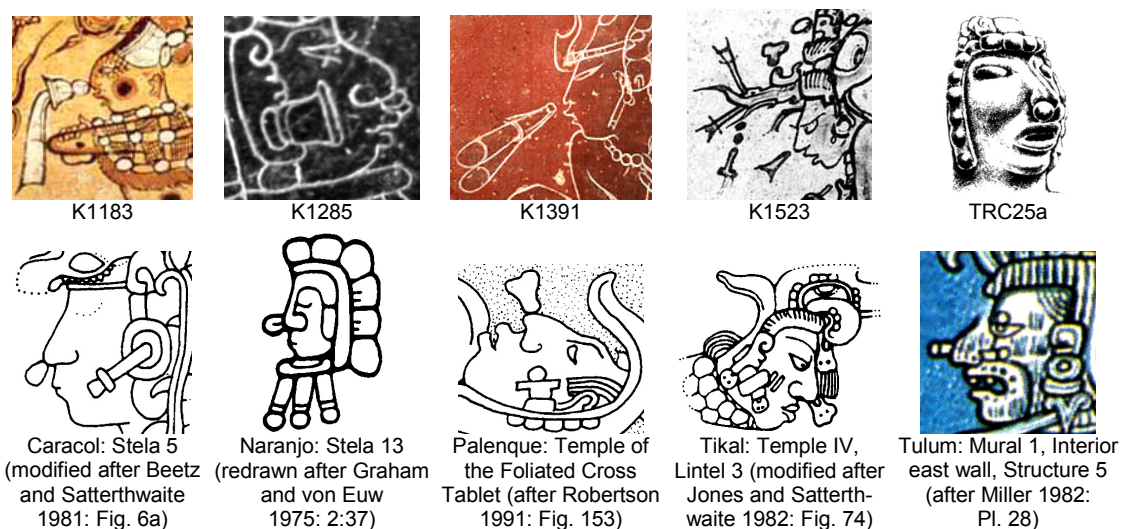 K1183
K1285
K1391
K1523
TRC25a
Caracol: Stela 5
(modified after Beetz
and Satterthwaite
1981: Fig. 6a)
Naranjo: Stela 13
(redrawn after Graham
and von Euw
1975: 2:37)
Palenque: Temple of
the Foliated Cross
Tablet (after Robertson
1991: Fig. 153)
Tikal: Temple IV,
Lintel 3 (modified after
Jones and Satterth-
waite 1982: Fig. 74)
Tulum: Mural 1, Interior
east wall, Structure 5
(after Miller 1982:
Pl. 28)